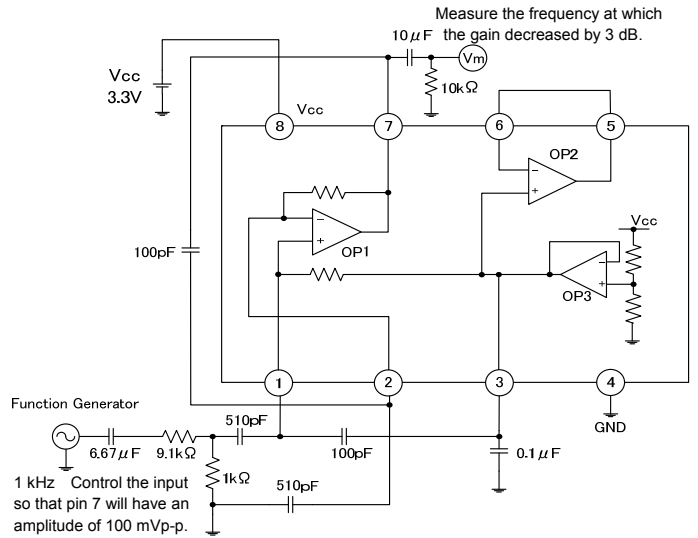 Measure the frequency at which
the gain decreased by 3 dB.
10μF
Vm
Vcc
3.3V
10kΩ
Vcc
8
7
6
5
OP2
−
+
−
+
OP1
Vcc
100pF
−
+
OP3
1
2
3
4
GND
Function Generator
510pF
6.67μF
9.1kΩ
100pF
0.1μF
1kΩ
510pF
1 kHz Control the input
so that pin 7 will have an
amplitude of 100 mVp-p.